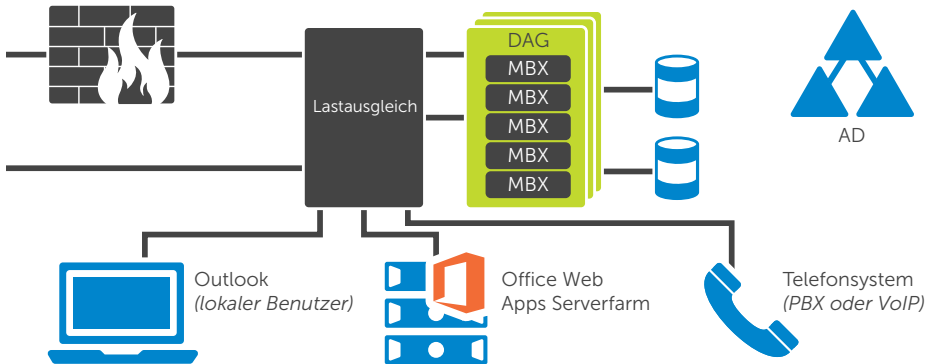 DAG
MBX
MBX
MBX
MBX
MBX
Lastausgleich
AD
Outlook
(lokaler Benutzer)
Office Web
Apps Serverfarm
Telefonsystem
(PBX oder VoIP)